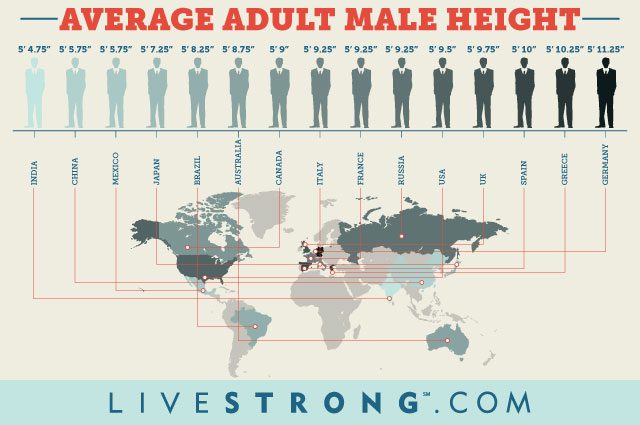 AVERAGE ADULT MALE HEIGHT
5′ 4.75″ 5′ 5.75″ 5′ 5.75″ 5′ 7.25″ 5′ 8.25″ 5′ 8.75″ 5′ 9″ 5′ 9.25″ 5′ 9.25″ 5′ 9.25″ 5′ 9.5″ 5′ 9.75″ 5′ 10″ 5′ 10.25″ 5′ 11.25″
INDIA
CHINA
MEXICO
JAPAN
BRAZIL
AUSTRALIA
CANADA
ITALY
FRANCE
RUSSIA
USA
UK
SPAIN
GREECE
GERMANY
LIVESTRONG℠.COM